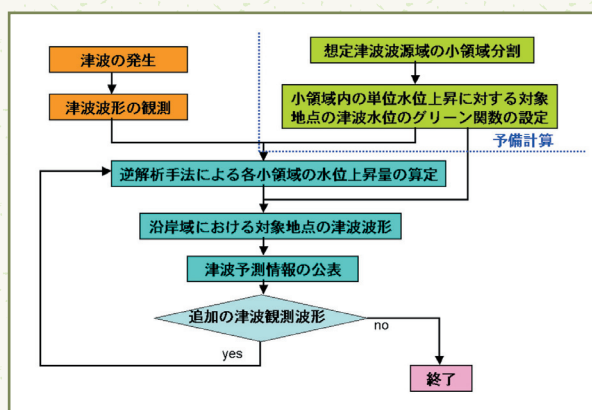 津波の発生
津波波形の観測
想定津波波源域の小領域分割
小領域内の単位水位上昇に対する対象
地点の津波水位のグリーン関数の設定
予備計算
逆解析手法による各小領域の水位上昇量の算定
沿岸域における対象地点の津波波形
津波予測情報の公表
追加の津波観測波形
no
yes
終了